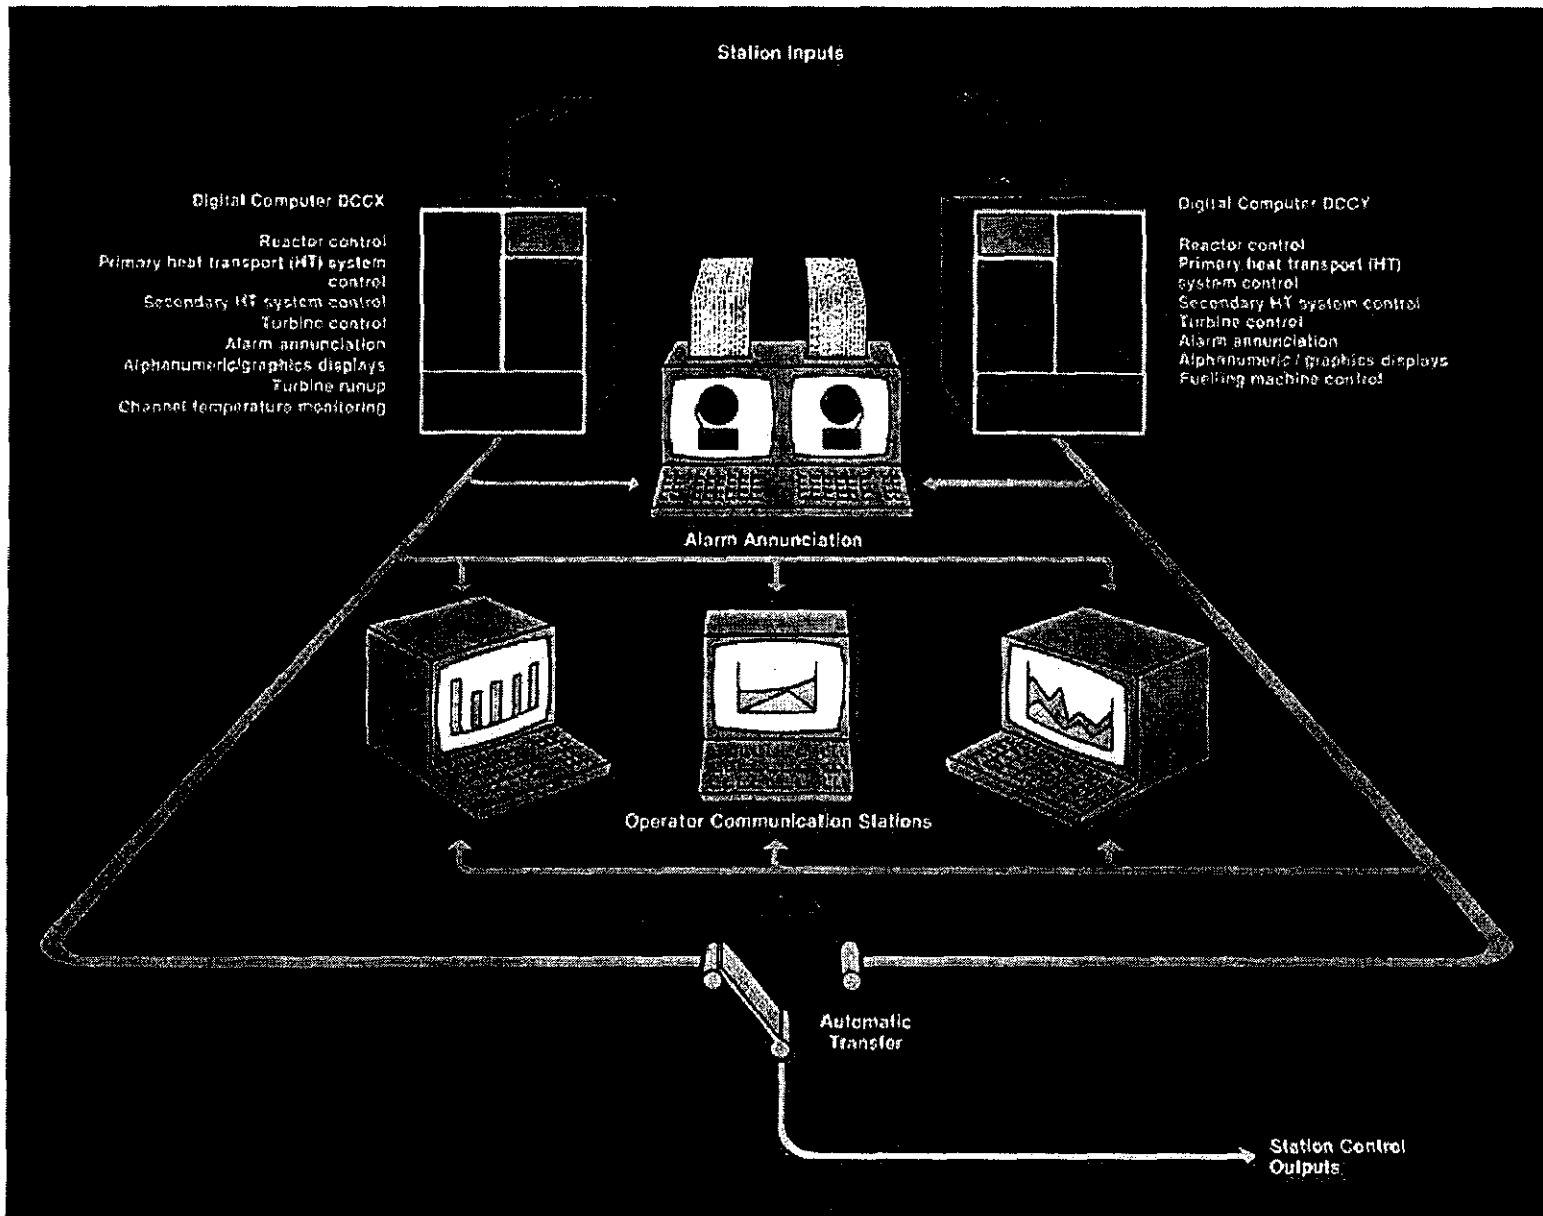 Station Inputs
Digital Computer DCCX
Reactor control
Primary heat transport (HT) system
control
Secondary HT system control
Turbine control
Alarm annunciation
Alphanumeric/graphics displays
Turbine runup
Channel temperature monitoring
Digital Computer DCCY
Reactor control
Primary heat transport (HT)
system control
Secondary HT system control
Turbine control
Alarm annunciation
Alphanumeric / graphics displays
Fuelling machine control
Alarm Annunciation
Operator Communication Stations
Automatic
Transfer
Station Control
Outputs